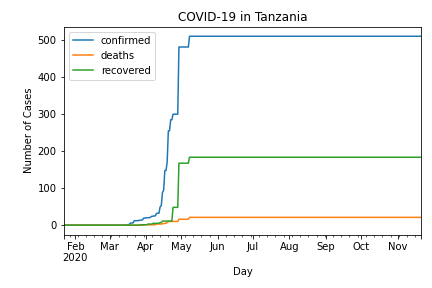 COVID-19 in Tanzania
confirmed
deaths
recovered
Number of Cases
500
400
300
200
100
0
Feb Mar Apr May Jun Jul Aug Sep Oct Nov
2020
Day